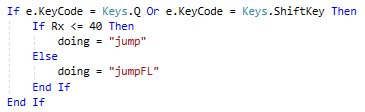 If e.KeyCode = Keys.Q Or e.KeyCode = Keys.ShiftKey Then
    If Rx <= 40 Then
        doing = "jump"
    Else
        doing = "jumpFL"
    End If
End If